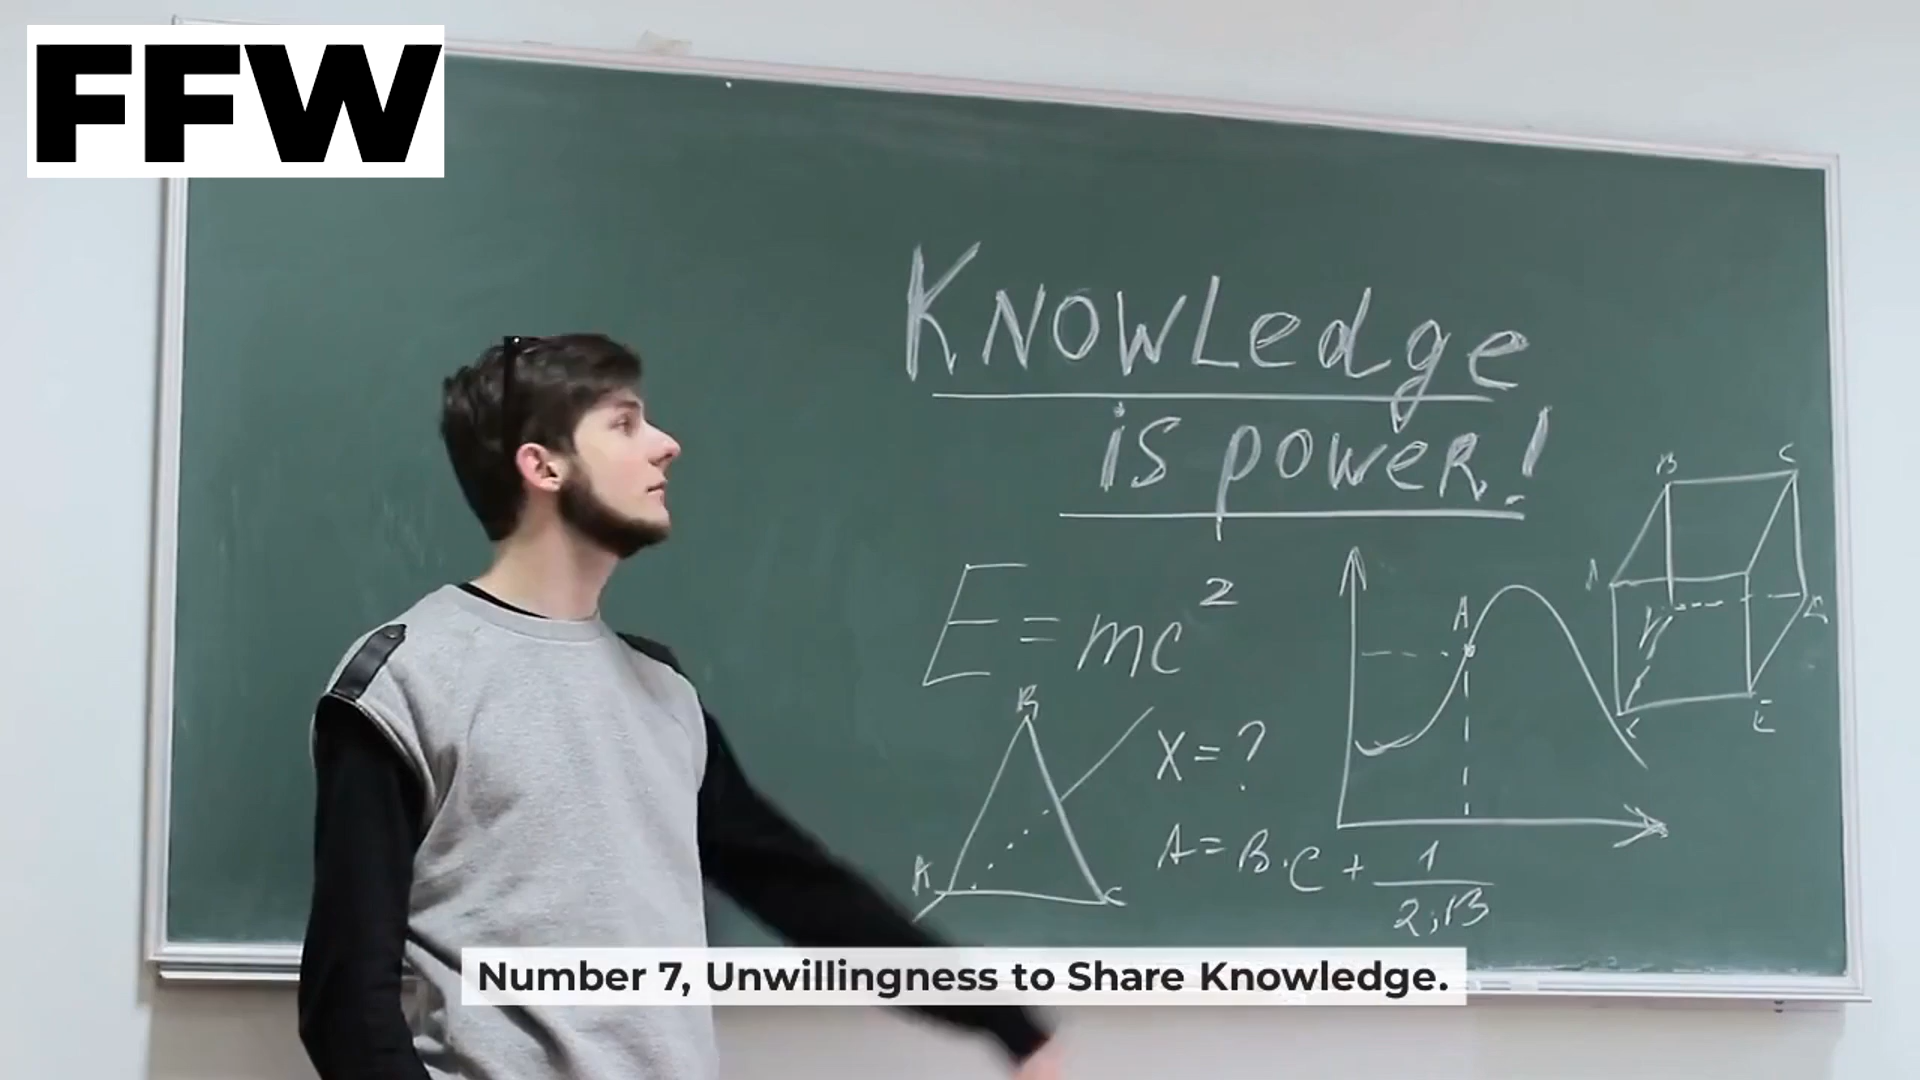 FFW
Knowledge
is power!
E = mc²
B
A
C
X = ?
A = B · C +
1
2,13
A
B
C
E
Number 7, Unwillingness to Share Knowledge.